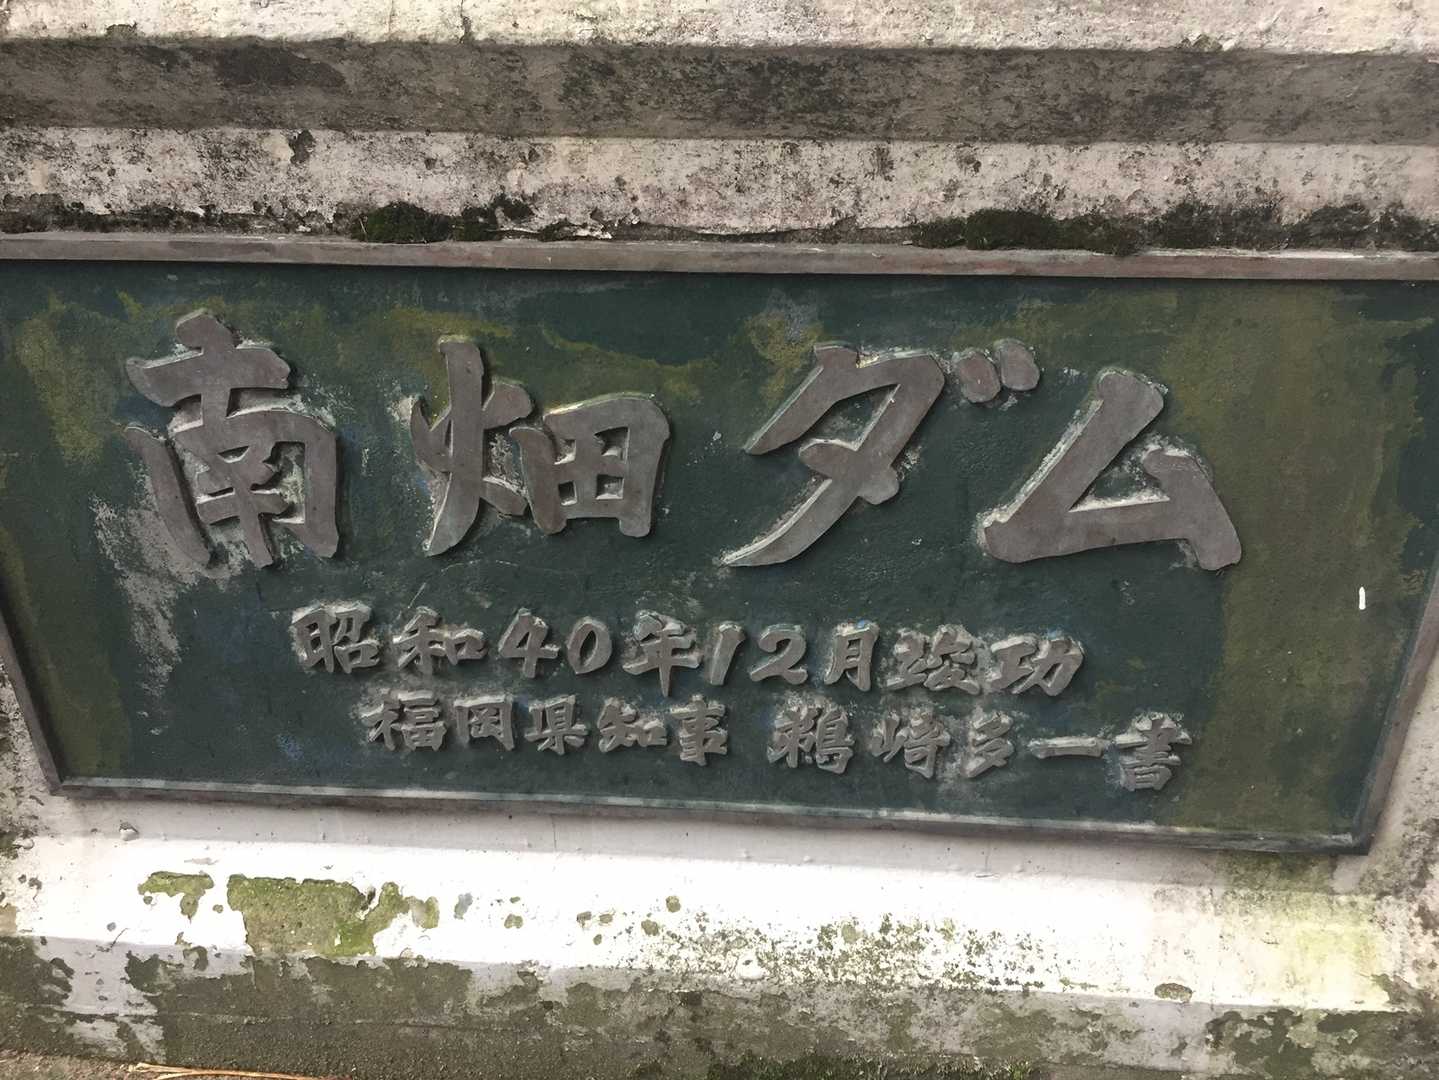 南畑ダム
昭和40年12月竣功
福岡県知事 鵜崎多一書